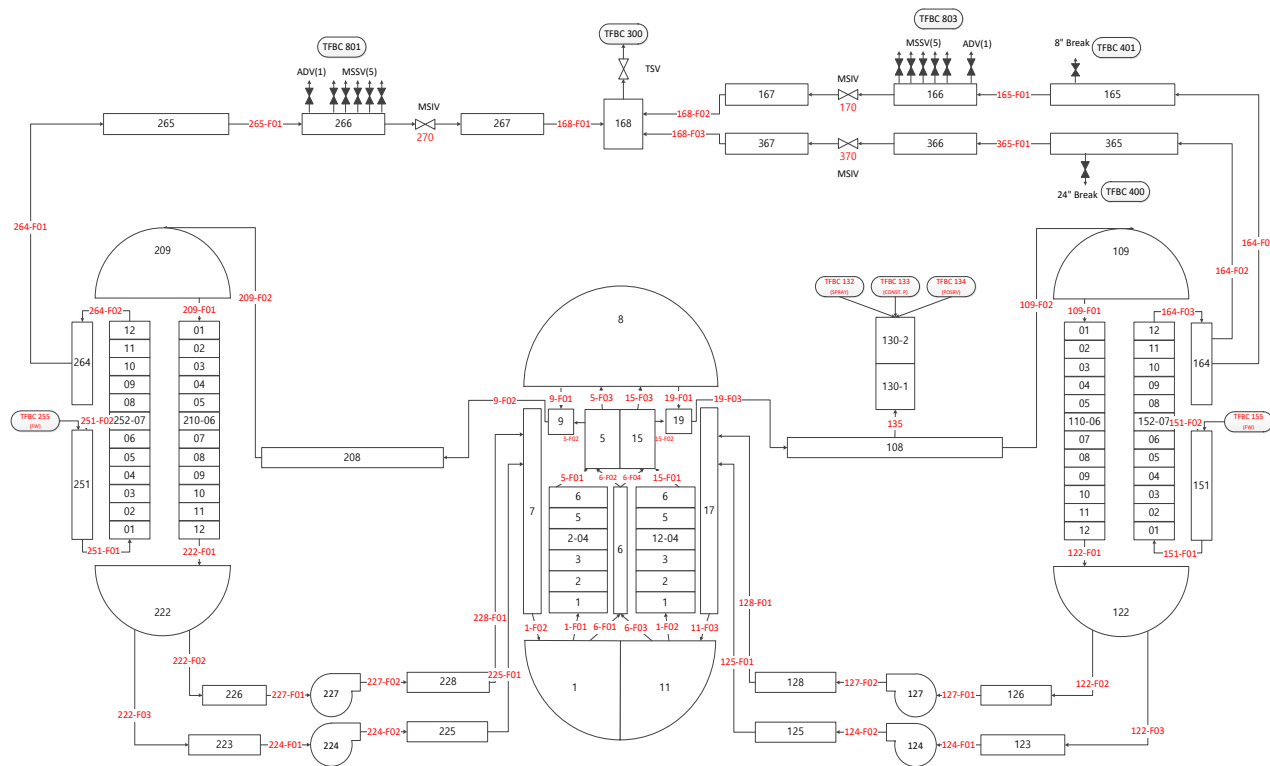 TFBC 801
ADV(1)
MSSV(5)
265
265-F01
266
MSIV
270
267
168-F01
TFBC 300
TSV
168
TFBC 803
MSSV(5)
ADV(1)
8" Break
TFBC 401
167
MSIV
170
166
165-F01
165
168-F02
168-F03
367
370
MSIV
366
365-F01
365
24" Break
TFBC 400
264-F01
209
209-F02
264-F02
209-F01
264
12
11
10
09
08
252-07
06
05
04
03
02
01
01
02
03
04
05
210-06
07
08
09
10
11
12
TFBC 255
(FW)
251-F02
251
251-F01
222-F01
222
222-F02
222-F03
226
227-F01
227
227-F02
228
223
224-F01
224
224-F02
225
228-F01
225-F01
208
9-F02
8
9-F01
5-F03
15-F03
19-F01
9
5-F02
5
15
15-F02
19
19-F03
5-F01
6-F02
6-F04
15-F01
7
6
5
2-04
3
2
1
6
6
5
12-04
3
2
1
17
1-F02
1-F01
6-F01
6-F03
1-F02
11-F03
1
11
TFBC 132
(SPRAY)
TFBC 133
(CONST. P)
TFBC 134
(POSRV)
130-2
130-1
135
108
109-F02
109
164-F02
164-F0
109-F01
164-F03
01
02
03
04
05
110-06
07
08
09
10
11
12
12
11
10
09
08
152-07
06
05
04
03
02
01
164
151-F02
TFBC 155
(FW)
151
151-F01
122-F01
122
128-F01
125-F01
128
127-F02
127
127-F01
126
122-F02
125
124-F02
124
124-F01
123
122-F03